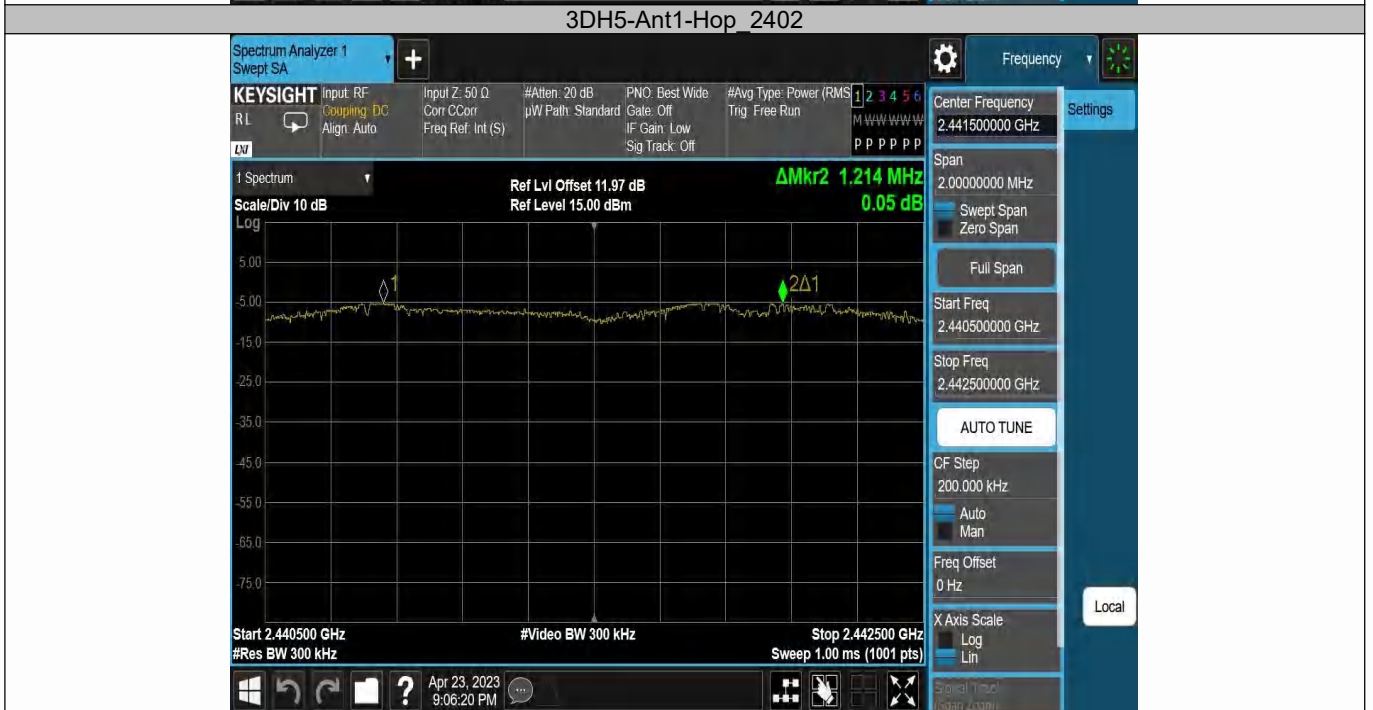 3DH5-Ant1-Hop_2402
Spectrum Analyzer 1
Swept SA
+
Frequency
KEYSIGHT
RL
LXI
Input: RF
Coupling: DC
Align: Auto
Input Z: 50 Ω
Corr CCorr
Freq Ref: Int (S)
#Atten: 20 dB
µW Path: Standard
PNO: Best Wide
Gate: Off
IF Gain: Low
Sig Track: Off
#Avg Type: Power (RMS
Trig: Free Run
1 2 3 4 5 6
M W W W W W
P P P P P P
1 Spectrum
Scale/Div 10 dB
Log
Ref Lvl Offset 11.97 dB
Ref Level 15.00 dBm
ΔMkr2 1.214 MHz
0.05 dB
5.00
-5.00
-15.0
-25.0
-35.0
-45.0
-55.0
-65.0
-75.0
1
2Δ1
Start 2.440500 GHz
#Res BW 300 kHz
#Video BW 300 kHz
Stop 2.442500 GHz
Sweep 1.00 ms (1001 pts)
Center Frequency
2.441500000 GHz
Settings
Span
2.00000000 MHz
Swept Span
Zero Span
Full Span
Start Freq
2.440500000 GHz
Stop Freq
2.442500000 GHz
AUTO TUNE
CF Step
200.000 kHz
Auto
Man
Freq Offset
0 Hz
X Axis Scale
Log
Lin
Local
Signal Track
(Span Zoom)
?
Apr 23, 2023
9:06:20 PM